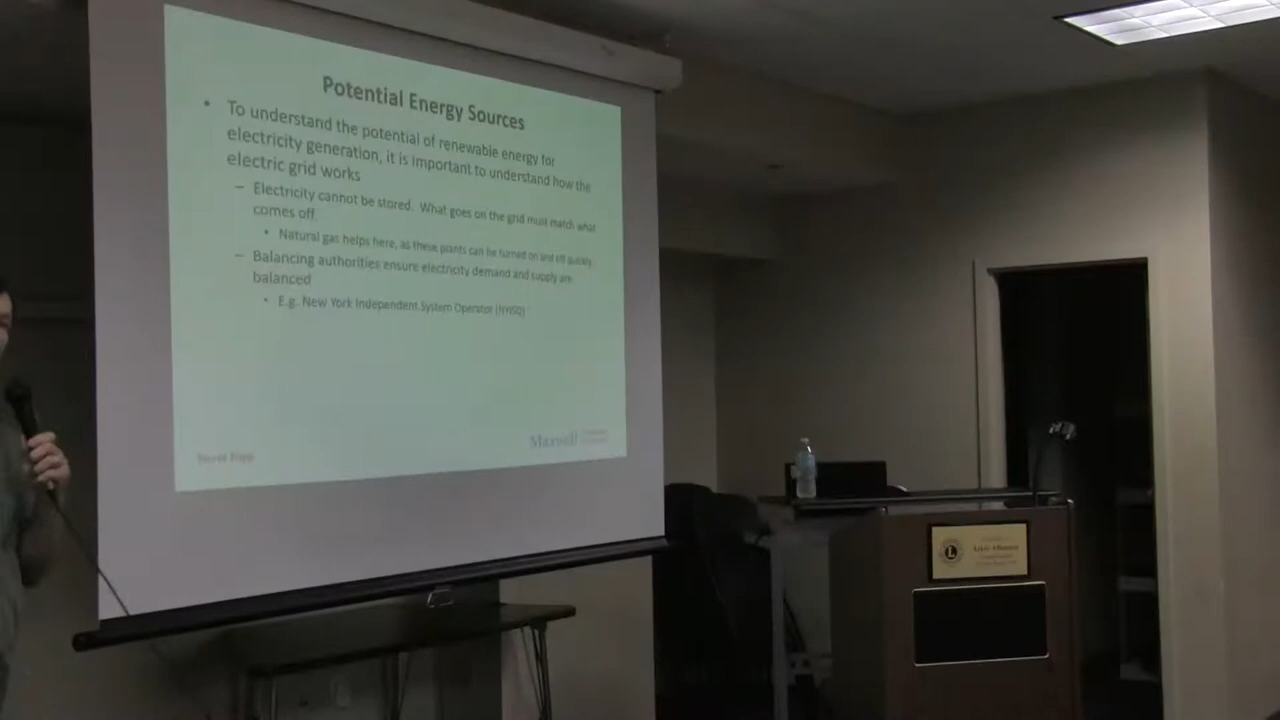 Potential Energy Sources
• To understand the potential of renewable energy for
electricity generation, it is important to understand how the
electric grid works
– Electricity cannot be stored. What goes on the grid must match what
comes off.
• Natural gas helps here, as these plants can be turned on and off quickly
– Balancing authorities ensure electricity demand and supply are
balanced
• E.g. New York Independent System Operator (NYISO)
Maxwell
L